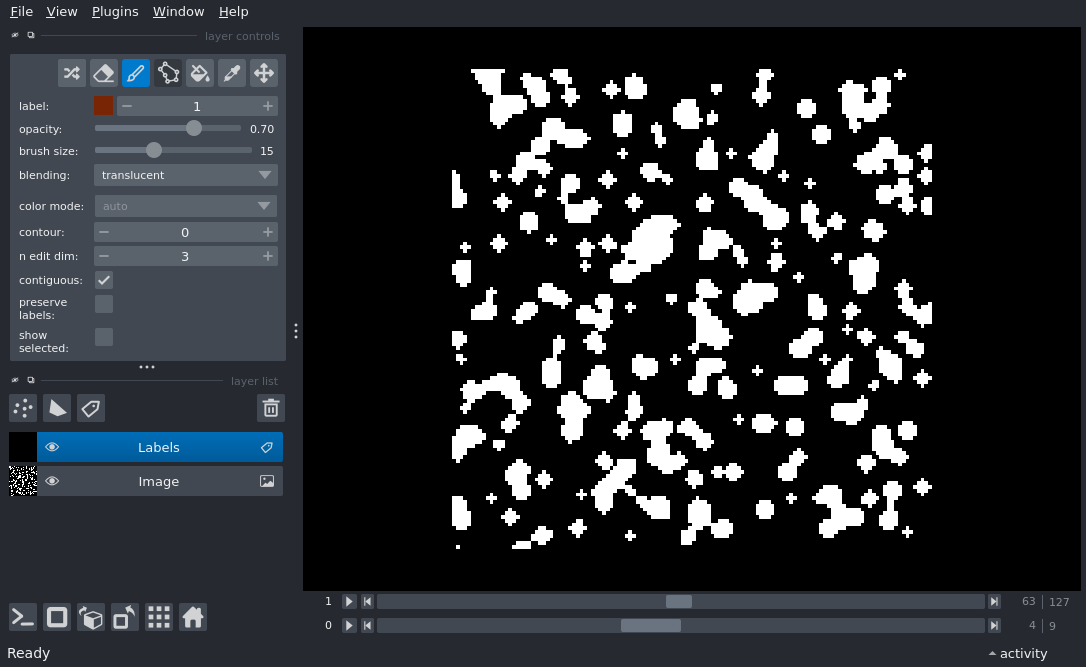 File View Plugins Window Help
layer controls
label: 1
opacity: 0.70
brush size: 15
blending: translucent
color mode: auto
contour: 0
n edit dim: 3
contiguous:
preserve
labels:
show
selected:
layer list
Labels
Image
1 63 127
0 4 9
Ready activity